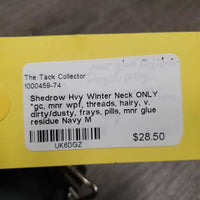 The Tack Collector
1000459-74
Shedrow Hvy Winter Neck ONLY
*gc, mnr wpf, threads, hairy, v.
dirty/dusty, frays, pills, mnr glue
residue Navy M
$28.50
UK6DGZ